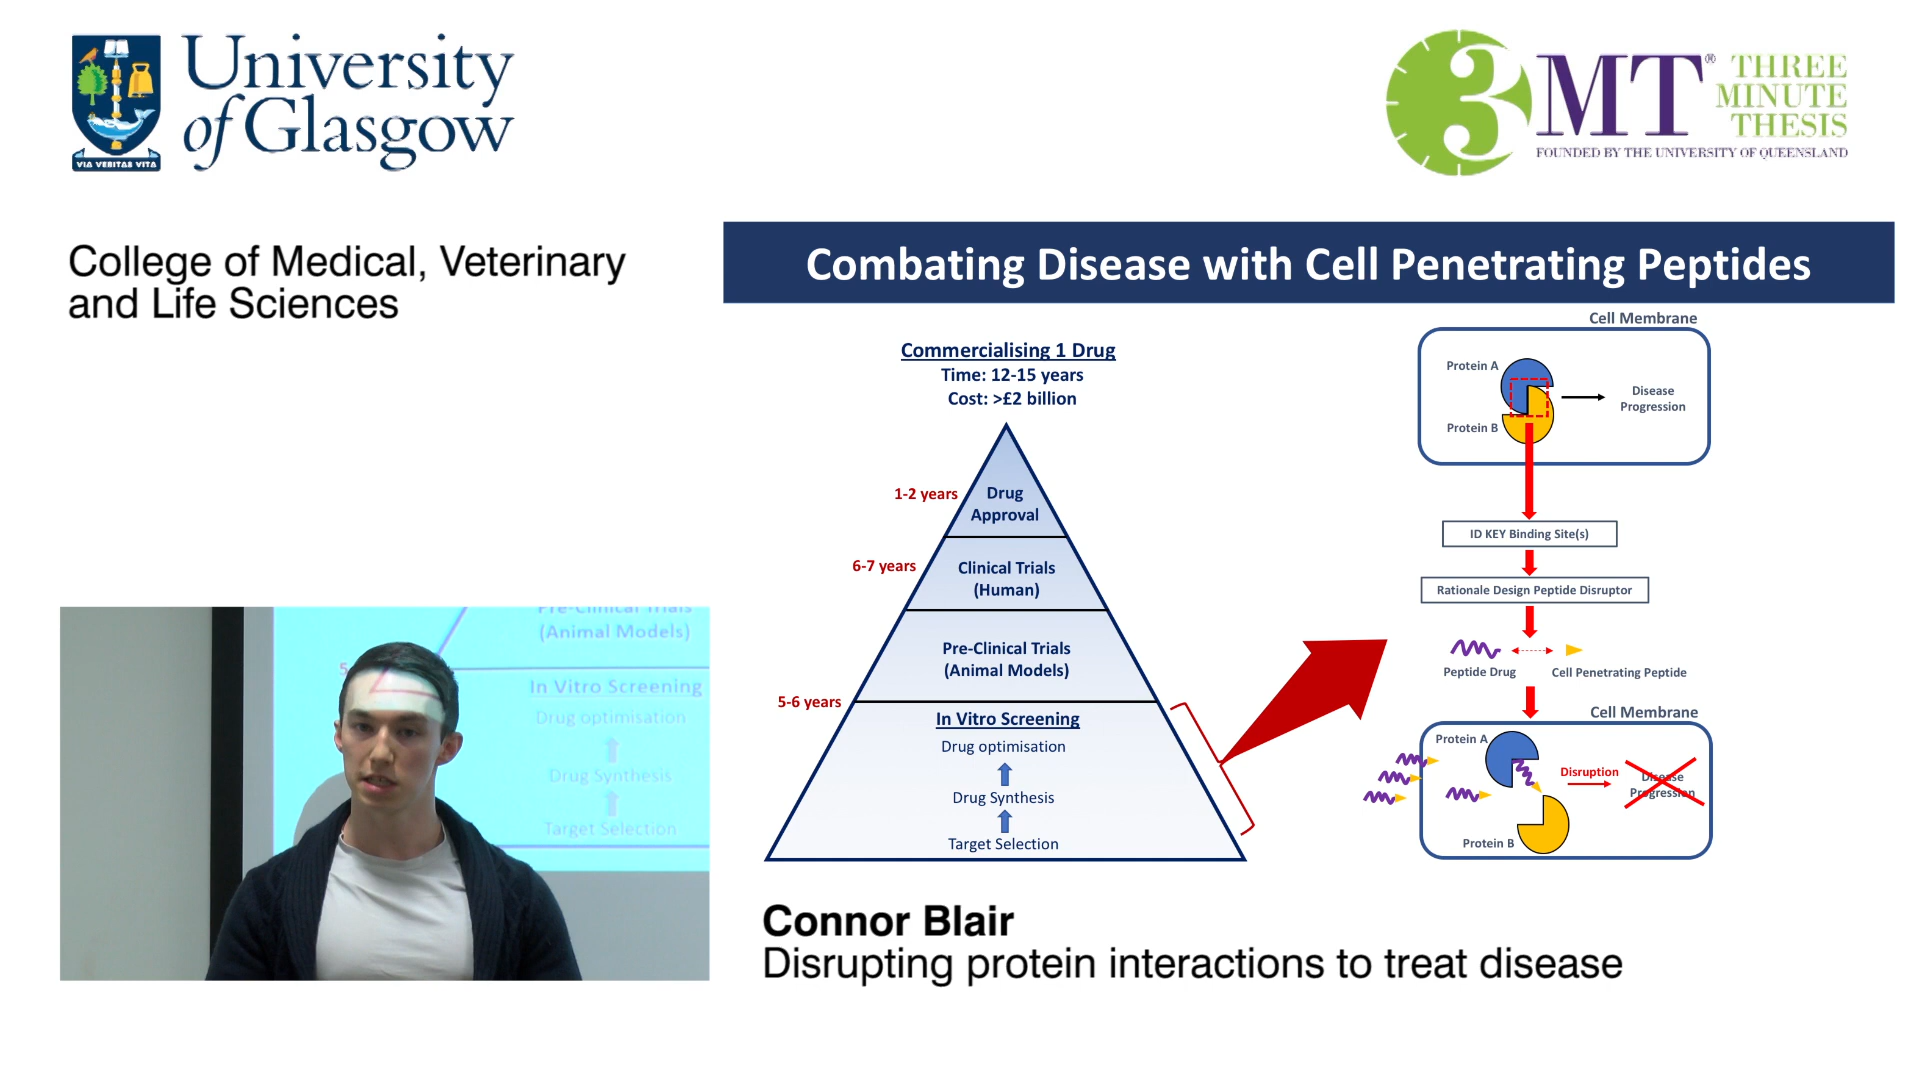 University
of Glasgow
VIA VERITAS VITA
3MT® THREE
MINUTE
THESIS
FOUNDED BY THE UNIVERSITY OF QUEENSLAND
College of Medical, Veterinary
and Life Sciences
Combating Disease with Cell Penetrating Peptides
Commercialising 1 Drug
Time: 12-15 years
Cost: >£2 billion
1-2 years
Drug
Approval
6-7 years
Clinical Trials
(Human)
Pre-Clinical Trials
(Animal Models)
5-6 years
In Vitro Screening
Drug optimisation
Drug Synthesis
Target Selection
Cell Membrane
Protein A
Protein B
Disease
Progression
ID KEY Binding Site(s)
Rationale Design Peptide Disruptor
Peptide Drug
Cell Penetrating Peptide
Cell Membrane
Protein A
Disruption
Disease
Progression
Protein B
Pre-Clinical Trials
(Animal Models)
5
In Vitro Screening
Drug optimisation
Drug Synthesis
Target Selection
Connor Blair
Disrupting protein interactions to treat disease